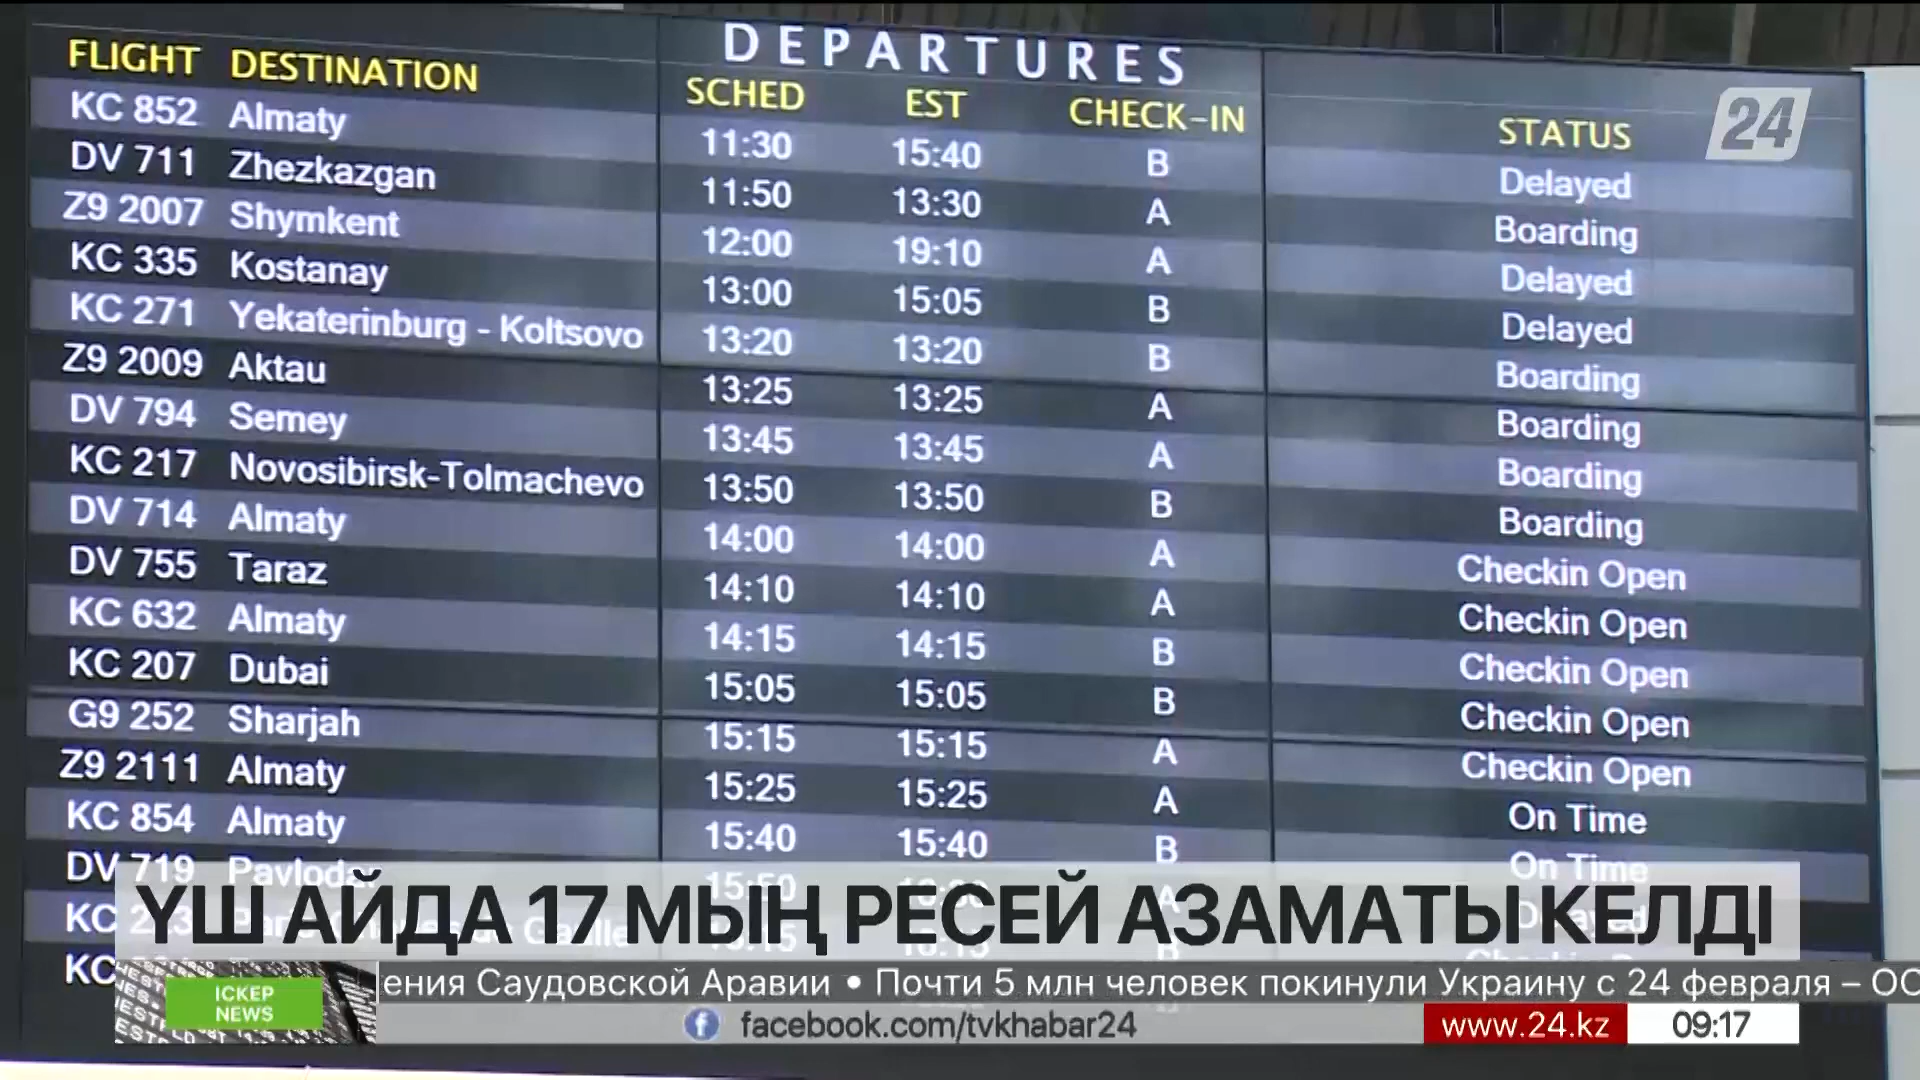 DEPARTURES
FLIGHT DESTINATION SCHED EST CHECK-IN STATUS
24
KC 852 Almaty 11:30 15:40 B Delayed
DV 711 Zhezkazgan 11:50 13:30 A Boarding
Z9 2007 Shymkent 12:00 19:10 A Delayed
KC 335 Kostanay 13:00 15:05 B Delayed
KC 271 Yekaterinburg - Koltsovo 13:20 13:20 B Boarding
Z9 2009 Aktau 13:25 13:25 A Boarding
DV 794 Semey 13:45 13:45 A Boarding
KC 217 Novosibirsk-Tolmachevo 13:50 13:50 B Boarding
DV 714 Almaty 14:00 14:00 A Checkin Open
DV 755 Taraz 14:10 14:10 A Checkin Open
KC 632 Almaty 14:15 14:15 B Checkin Open
KC 207 Dubai 15:05 15:05 B Checkin Open
G9 252 Sharjah 15:15 15:15 A Checkin Open
Z9 2111 Almaty 15:25 15:25 A On Time
KC 854 Almaty 15:40 15:40 B On Time
DV 719 Pavlodar 15:50 A Delayed
KC
KC
ҮШ АЙДА 17 МЫҢ РЕСЕЙ АЗАМАТЫ КЕЛДІ
ІСКЕР
NEWS
ения Саудовской Аравии • Почти 5 млн человек покинули Украину с 24 февраля – ОО
facebook.com/tvkhabar24
www.24.kz
09:17